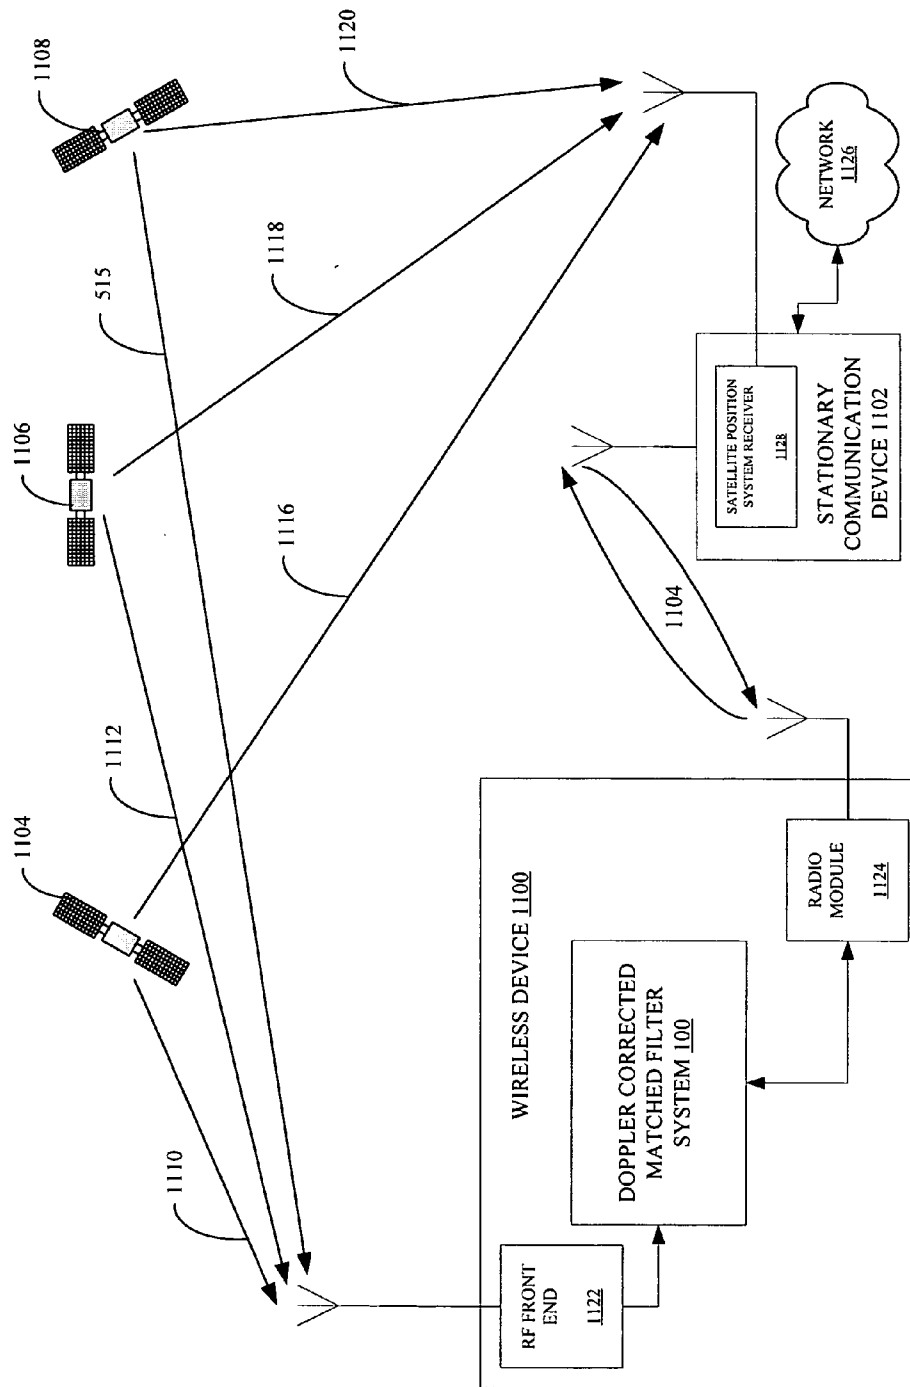 1104
1106
1108
1110
1112
515
1116
1118
1120
WIRELESS DEVICE 1100
RF FRONT
END
1122
DOPPLER CORRECTED
MATCHED FILTER
SYSTEM 100
RADIO
MODULE
1124
1104
SATELLITE POSITION
SYSTEM RECEIVER
1128
STATIONARY
COMMUNICATION
DEVICE 1102
NETWORK
1126